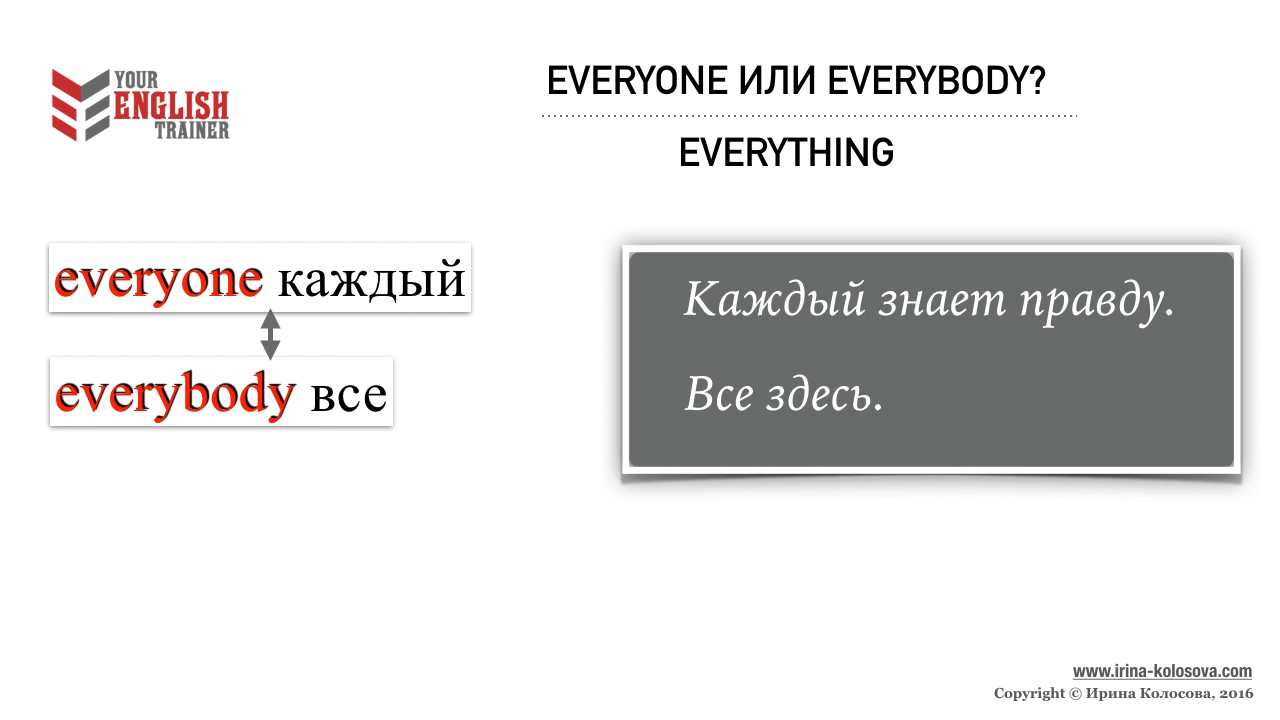 YOUR
ENGLISH
TRAINER
EVERYONE ИЛИ EVERYBODY?
EVERYTHING
everyone каждый
everybody все
Каждый знает правду.
Все здесь.
www.irina-kolosova.com
Copyright © Ирина Колосова, 2016